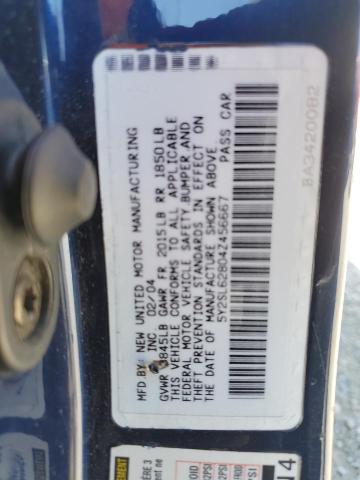 MFD BY: NEW UNITED MOTOR MANUFACTURING
INC 02/04
GVWR 3845LB GAWR FR 2015LB RR 1850LB
THIS VEHICLE CONFORMS TO ALL APPLICABLE
FEDERAL MOTOR VEHICLE SAFETY BUMPER AND
THEFT PREVENTION STANDARDS IN EFFECT ON
THE DATE OF MANUFACTURE SHOWN ABOVE
5Y2SL62804Z456667 PASS CAR
BA3420082